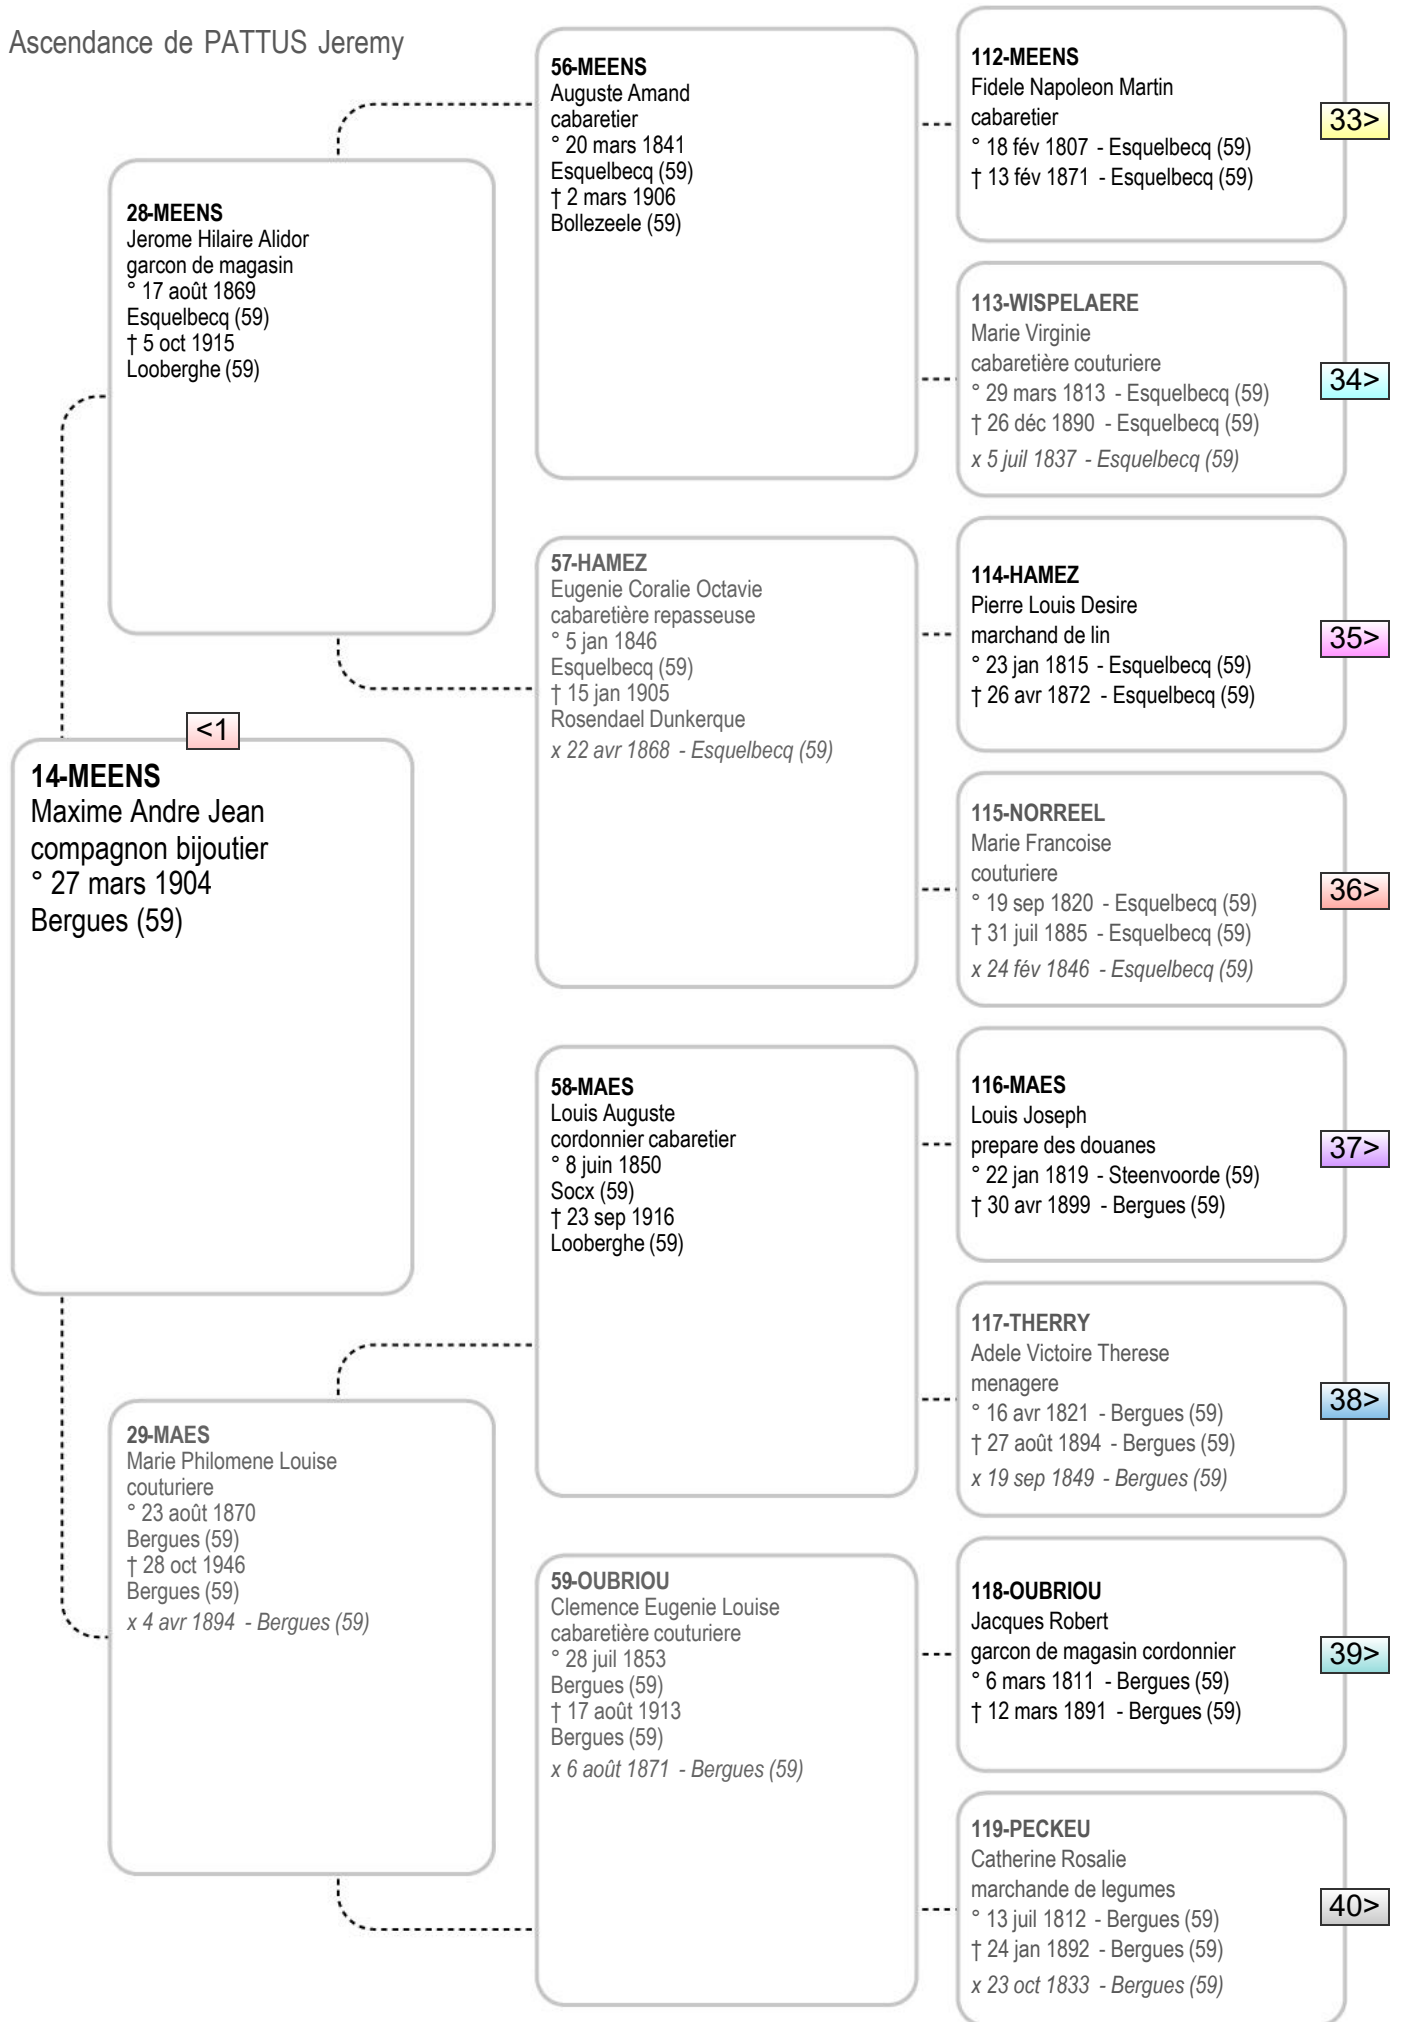 Ascendance de PATTUS Jeremy
<1
14-MEENS
Maxime Andre Jean
compagnon bijoutier
° 27 mars 1904
Bergues (59)
28-MEENS
Jerome Hilaire Alidor
garcon de magasin
° 17 août 1869
Esquelbecq (59)
† 5 oct 1915
Looberghe (59)
29-MAES
Marie Philomene Louise
couturiere
° 23 août 1870
Bergues (59)
† 28 oct 1946
Bergues (59)
x 4 avr 1894 - Bergues (59)
56-MEENS
Auguste Amand
cabaretier
° 20 mars 1841
Esquelbecq (59)
† 2 mars 1906
Bollezeele (59)
57-HAMEZ
Eugenie Coralie Octavie
cabaretière repasseuse
° 5 jan 1846
Esquelbecq (59)
† 15 jan 1905
Rosendael Dunkerque
x 22 avr 1868 - Esquelbecq (59)
58-MAES
Louis Auguste
cordonnier cabaretier
° 8 juin 1850
Socx (59)
† 23 sep 1916
Looberghe (59)
59-OUBRIOU
Clemence Eugenie Louise
cabaretière couturiere
° 28 juil 1853
Bergues (59)
† 17 août 1913
Bergues (59)
x 6 août 1871 - Bergues (59)
112-MEENS
Fidele Napoleon Martin
cabaretier
° 18 fév 1807 - Esquelbecq (59)
† 13 fév 1871 - Esquelbecq (59)
33>
113-WISPELAERE
Marie Virginie
cabaretière couturiere
° 29 mars 1813 - Esquelbecq (59)
† 26 déc 1890 - Esquelbecq (59)
x 5 juil 1837 - Esquelbecq (59)
34>
114-HAMEZ
Pierre Louis Desire
marchand de lin
° 23 jan 1815 - Esquelbecq (59)
† 26 avr 1872 - Esquelbecq (59)
35>
115-NORREEL
Marie Francoise
couturiere
° 19 sep 1820 - Esquelbecq (59)
† 31 juil 1885 - Esquelbecq (59)
x 24 fév 1846 - Esquelbecq (59)
36>
116-MAES
Louis Joseph
prepare des douanes
° 22 jan 1819 - Steenvoorde (59)
† 30 avr 1899 - Bergues (59)
37>
117-THERRY
Adele Victoire Therese
menagere
° 16 avr 1821 - Bergues (59)
† 27 août 1894 - Bergues (59)
x 19 sep 1849 - Bergues (59)
38>
118-OUBRIOU
Jacques Robert
garcon de magasin cordonnier
° 6 mars 1811 - Bergues (59)
† 12 mars 1891 - Bergues (59)
39>
119-PECKEU
Catherine Rosalie
marchande de legumes
° 13 juil 1812 - Bergues (59)
† 24 jan 1892 - Bergues (59)
x 23 oct 1833 - Bergues (59)
40>